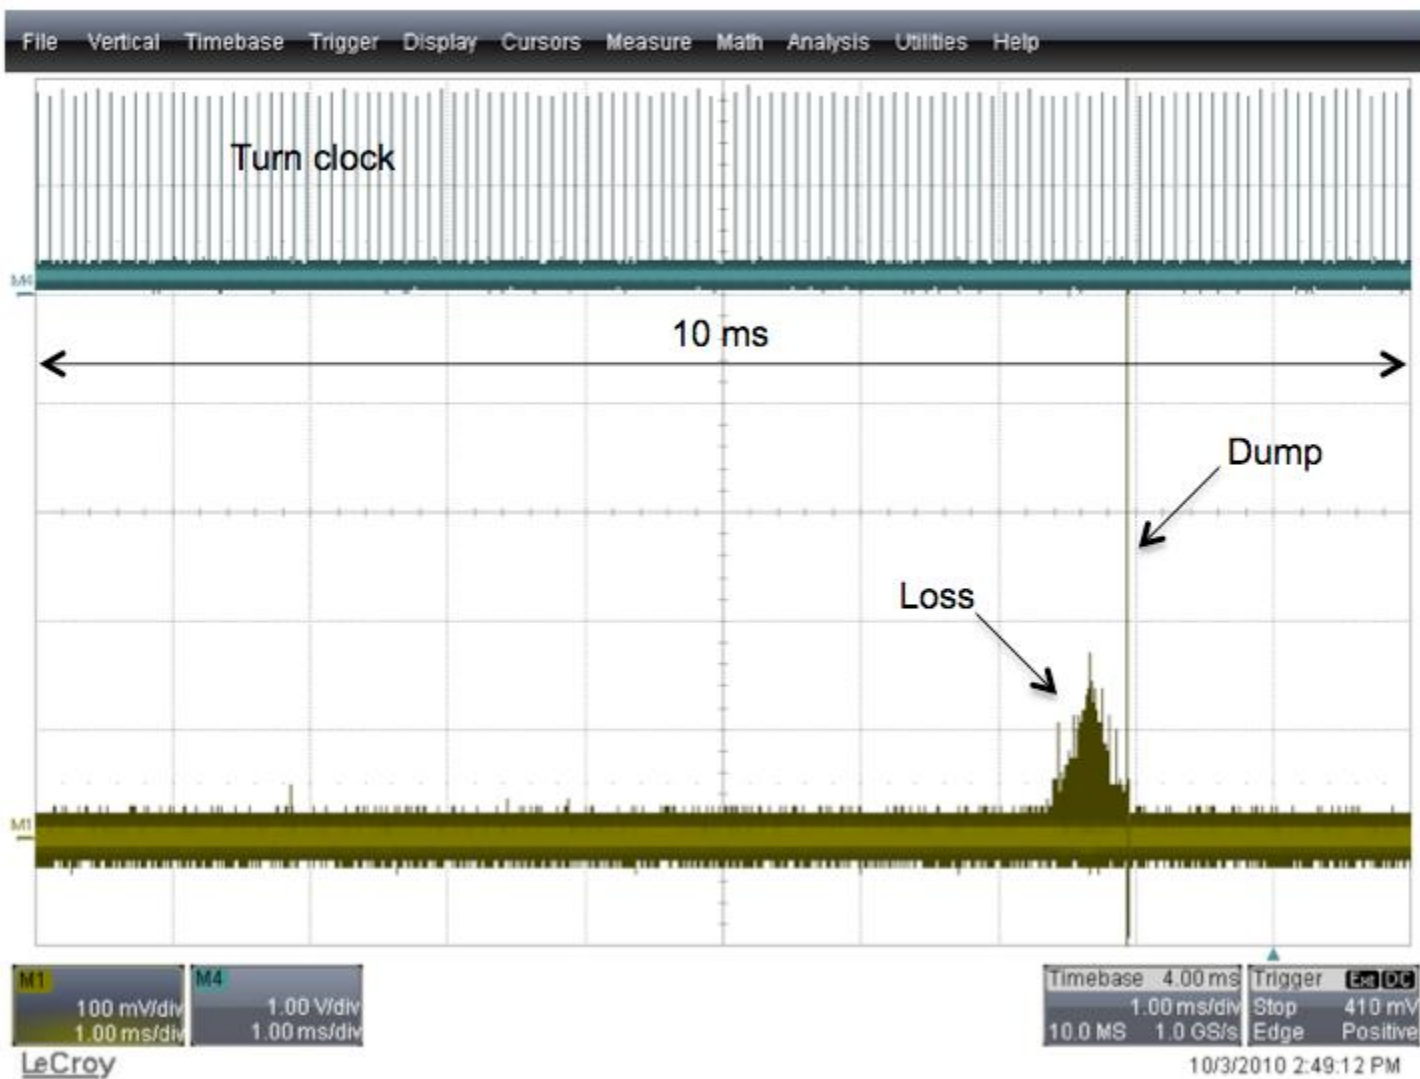 File Vertical Timebase Trigger Display Cursors Measure Math Analysis Utilities Help
Turn clock
M4
10 ms
Dump
Loss
M1
M1
100 mV/div
1.00 ms/div
M4
1.00 V/div
1.00 ms/div
Timebase 4.00 ms
1.00 ms/div
10.0 MS 1.0 GS/s
Trigger Ext DC
Stop 410 mV
Edge Positive
LeCroy
10/3/2010 2:49:12 PM